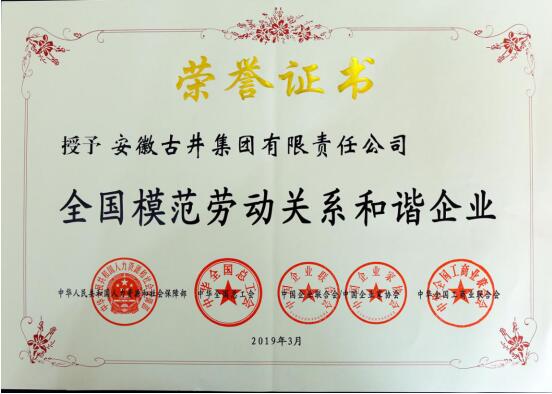 荣誉证书
授予 安徽古井集团有限责任公司
全国模范劳动关系和谐企业
中华人民共和国人力资源和社会保障部 中华全国总工会 中国企业联合会/中国企业家协会 中华全国工商业联合会
2019年3月